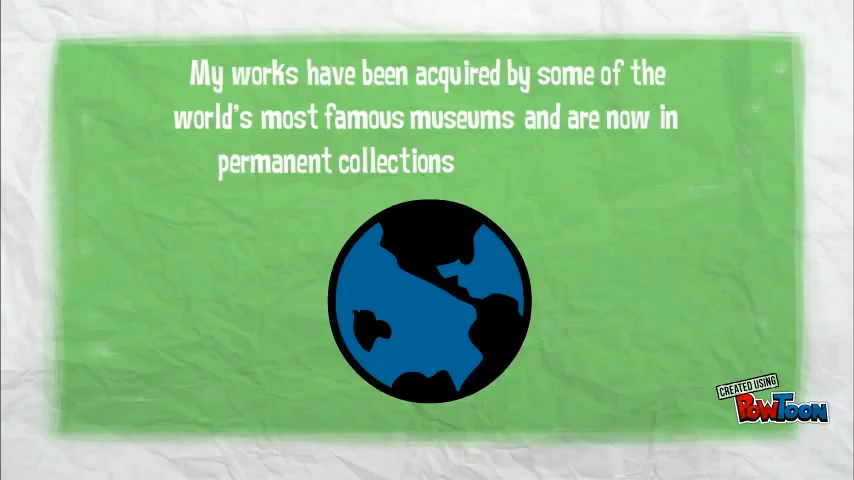 My works have been acquired by some of the
world's most famous museums and are now in
permanent collections
CREATED USING
POWTOON